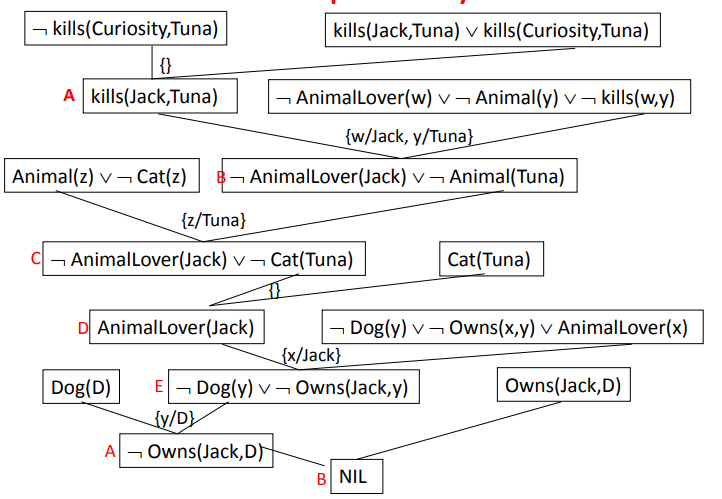 ¬ kills(Curiosity,Tuna)
kills(Jack,Tuna) ∨ kills(Curiosity,Tuna)
{}
A kills(Jack,Tuna)
¬ AnimalLover(w) ∨ ¬ Animal(y) ∨ ¬ kills(w,y)
{w/Jack, y/Tuna}
Animal(z) ∨ ¬ Cat(z)
B ¬ AnimalLover(Jack) ∨ ¬ Animal(Tuna)
{z/Tuna}
C ¬ AnimalLover(Jack) ∨ ¬ Cat(Tuna)
Cat(Tuna)
{}
D AnimalLover(Jack)
¬ Dog(y) ∨ ¬ Owns(x,y) ∨ AnimalLover(x)
{x/Jack}
Dog(D)
E ¬ Dog(y) ∨ ¬ Owns(Jack,y)
Owns(Jack,D)
{y/D}
A ¬ Owns(Jack,D)
B NIL